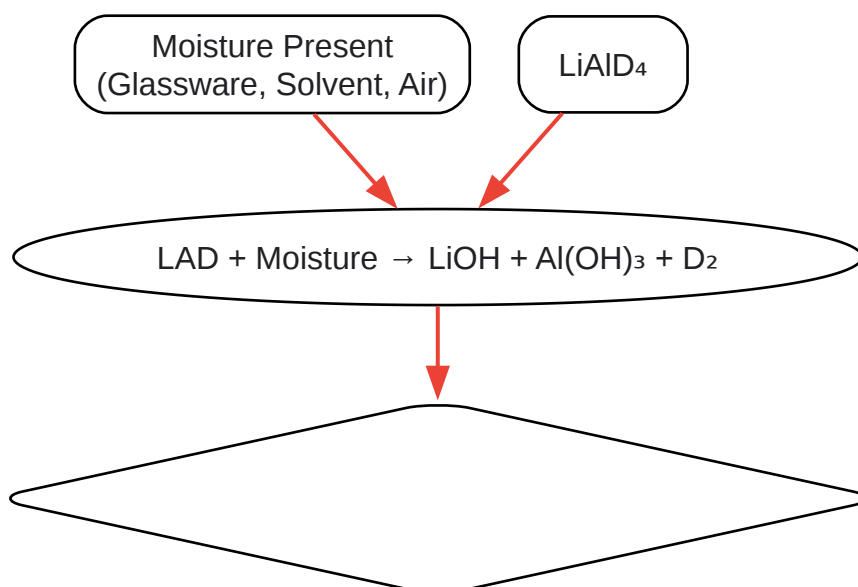 Moisture Present
(Glassware, Solvent, Air)
LiAlD₄
LAD + Moisture → LiOH + Al(OH)₃ + D₂